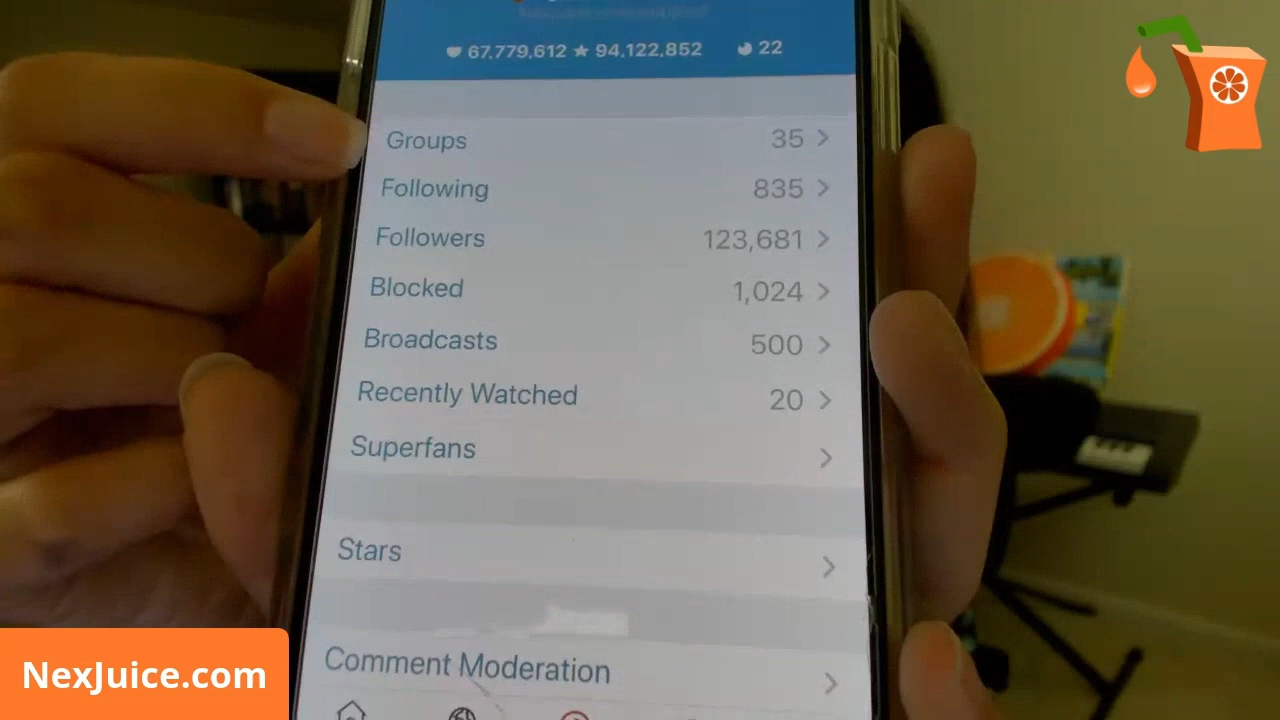 67,779,612 94,122,852 22
Groups 35
Following 835
Followers 123,681
Blocked 1,024
Broadcasts 500
Recently Watched 20
Superfans
Stars
Comment Moderation
NexJuice.com